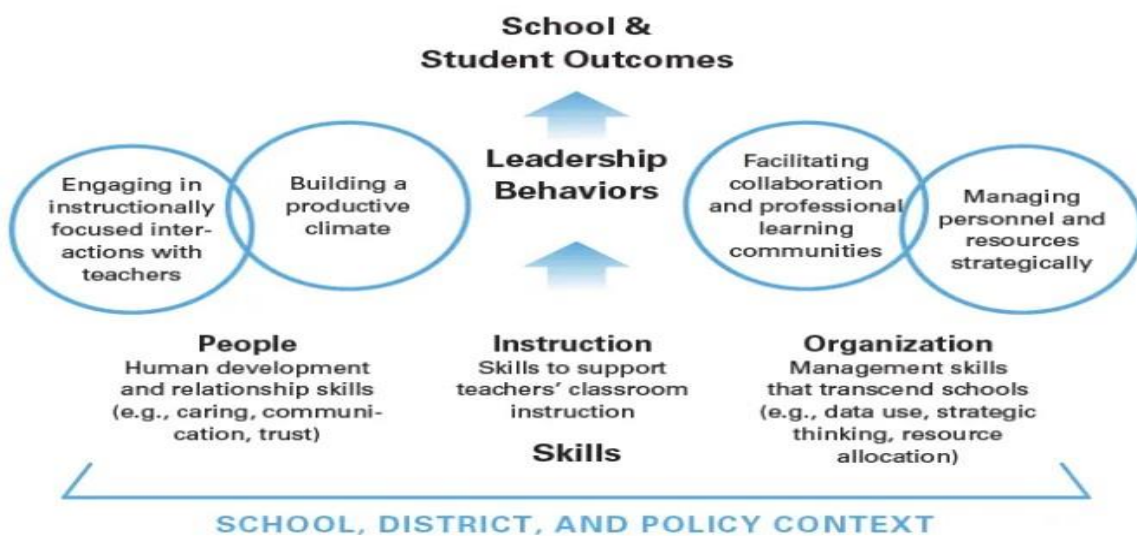 School &
Student Outcomes
Engaging in
instructionally
focused inter-
actions with
teachers
Building a
productive
climate
Leadership
Behaviors
Facilitating
collaboration
and professional
learning
communities
Managing
personnel and
resources
strategically
People
Human development
and relationship skills
(e.g., caring, communi-
cation, trust)
Instruction
Skills to support
teachers’ classroom
instruction
Skills
Organization
Management skills
that transcend schools
(e.g., data use, strategic
thinking, resource
allocation)
SCHOOL, DISTRICT, AND POLICY CONTEXT